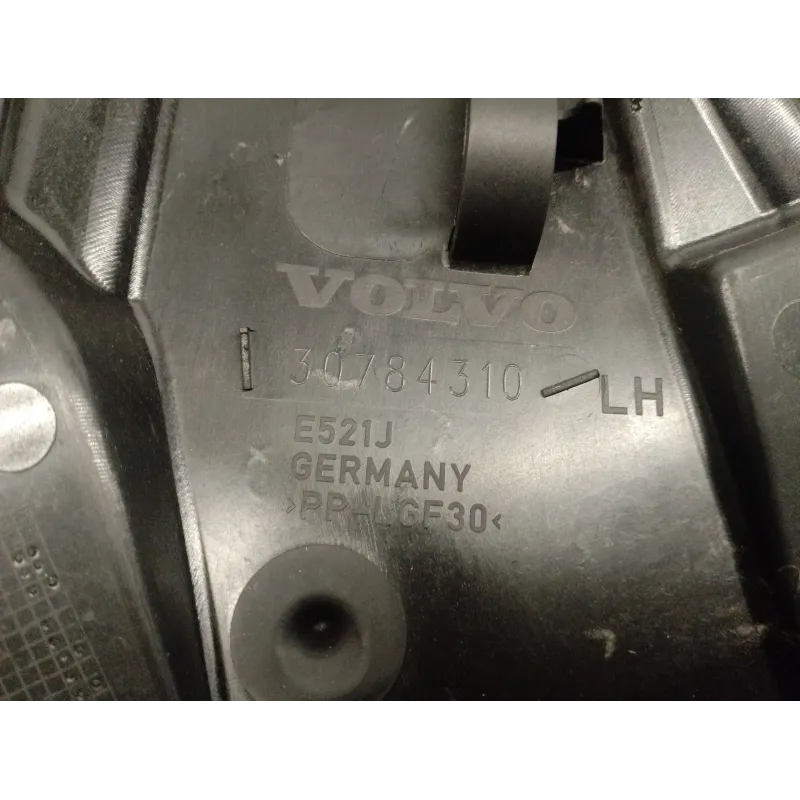 VOLVO
30784310 LH
E521J
GERMANY
>PP-LGF30<